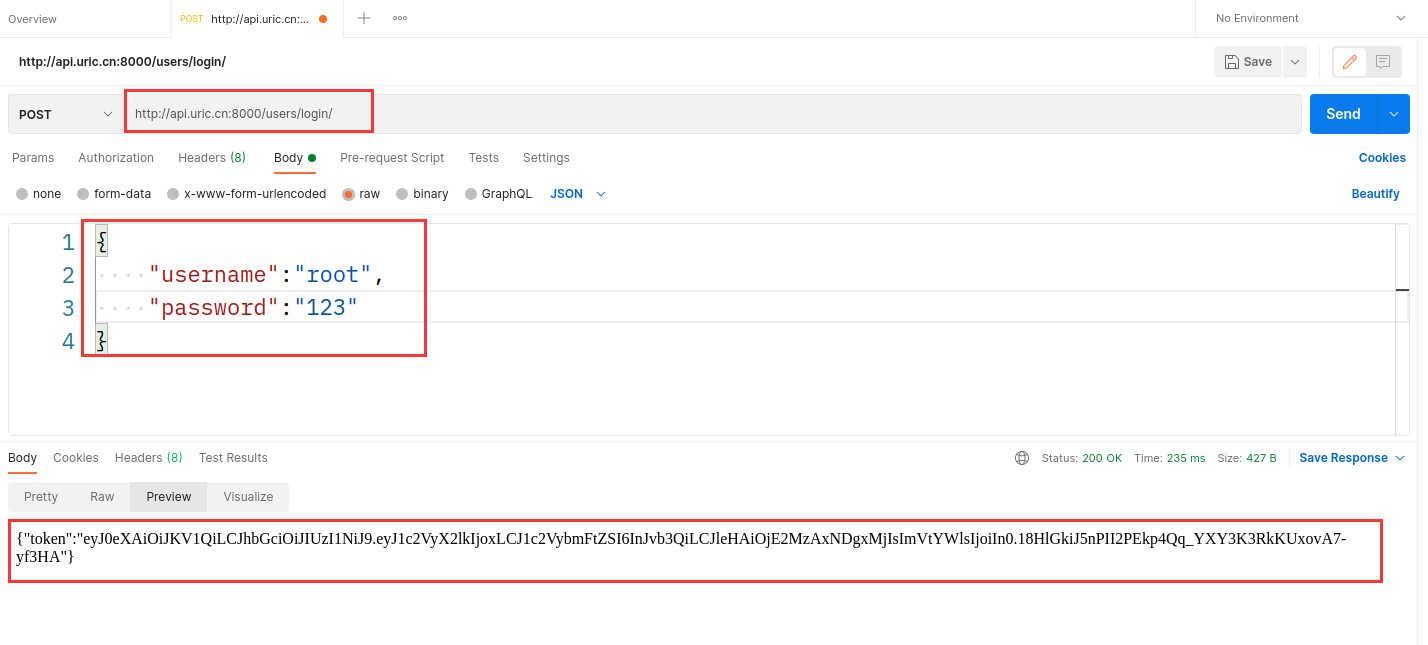 Overview
POST http://api.uric.cn:...
No Environment
http://api.uric.cn:8000/users/login/
Save
POST
http://api.uric.cn:8000/users/login/
Send
Params Authorization Headers (8) Body Pre-request Script Tests Settings Cookies
none form-data x-www-form-urlencoded raw binary GraphQL JSON Beautify
1 {
2 "username":"root",
3 "password":"123"
4 }
Body Cookies Headers (8) Test Results Status: 200 OK Time: 235 ms Size: 427 B Save Response
Pretty Raw Preview Visualize
{"token":"eyJ0eXAiOiJKV1QiLCJhbGciOiJIUzI1NiJ9.eyJ1c2VyX2lkIjoxLCJ1c2VybmFtZSI6InJvb3QiLCJleHAiOjE2MzAxNDgxMjIsImVtYWlsIjoiIn0.18HlGkiJ5nPII2PEkp4Qq_YXY3K3RkKUxovA7-
yf3HA"}